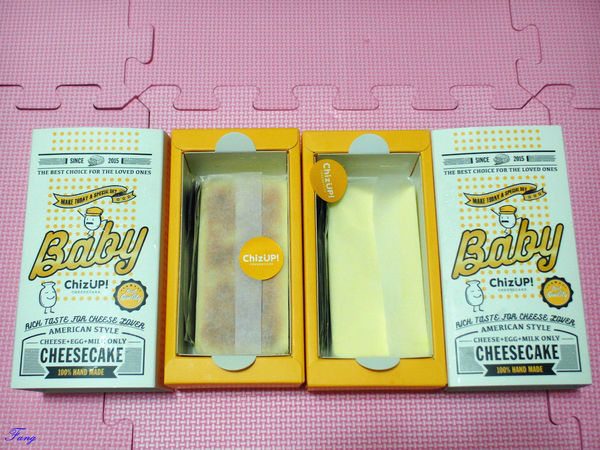 SINCE 2015
THE BEST CHOICE FOR THE LOVED ONES
MAKE TODAY A SPECIAL DAY
Baby
ChizUP!
CHEESECAKE
RICH TASTE FOR CHEESE LOVER
AMERICAN STYLE
CHEESE+EGG+MILK ONLY
CHEESECAKE
100% HAND MADE
ChizUP!
ChizUP!
SINCE 2015
THE BEST CHOICE FOR THE LOVED ONES
MAKE TODAY A SPECIAL DAY
Baby
ChizUP!
CHEESECAKE
RICH TASTE FOR CHEESE LOVER
AMERICAN STYLE
CHEESE+EGG+MILK ONLY
CHEESECAKE
100% HAND MADE
Fang